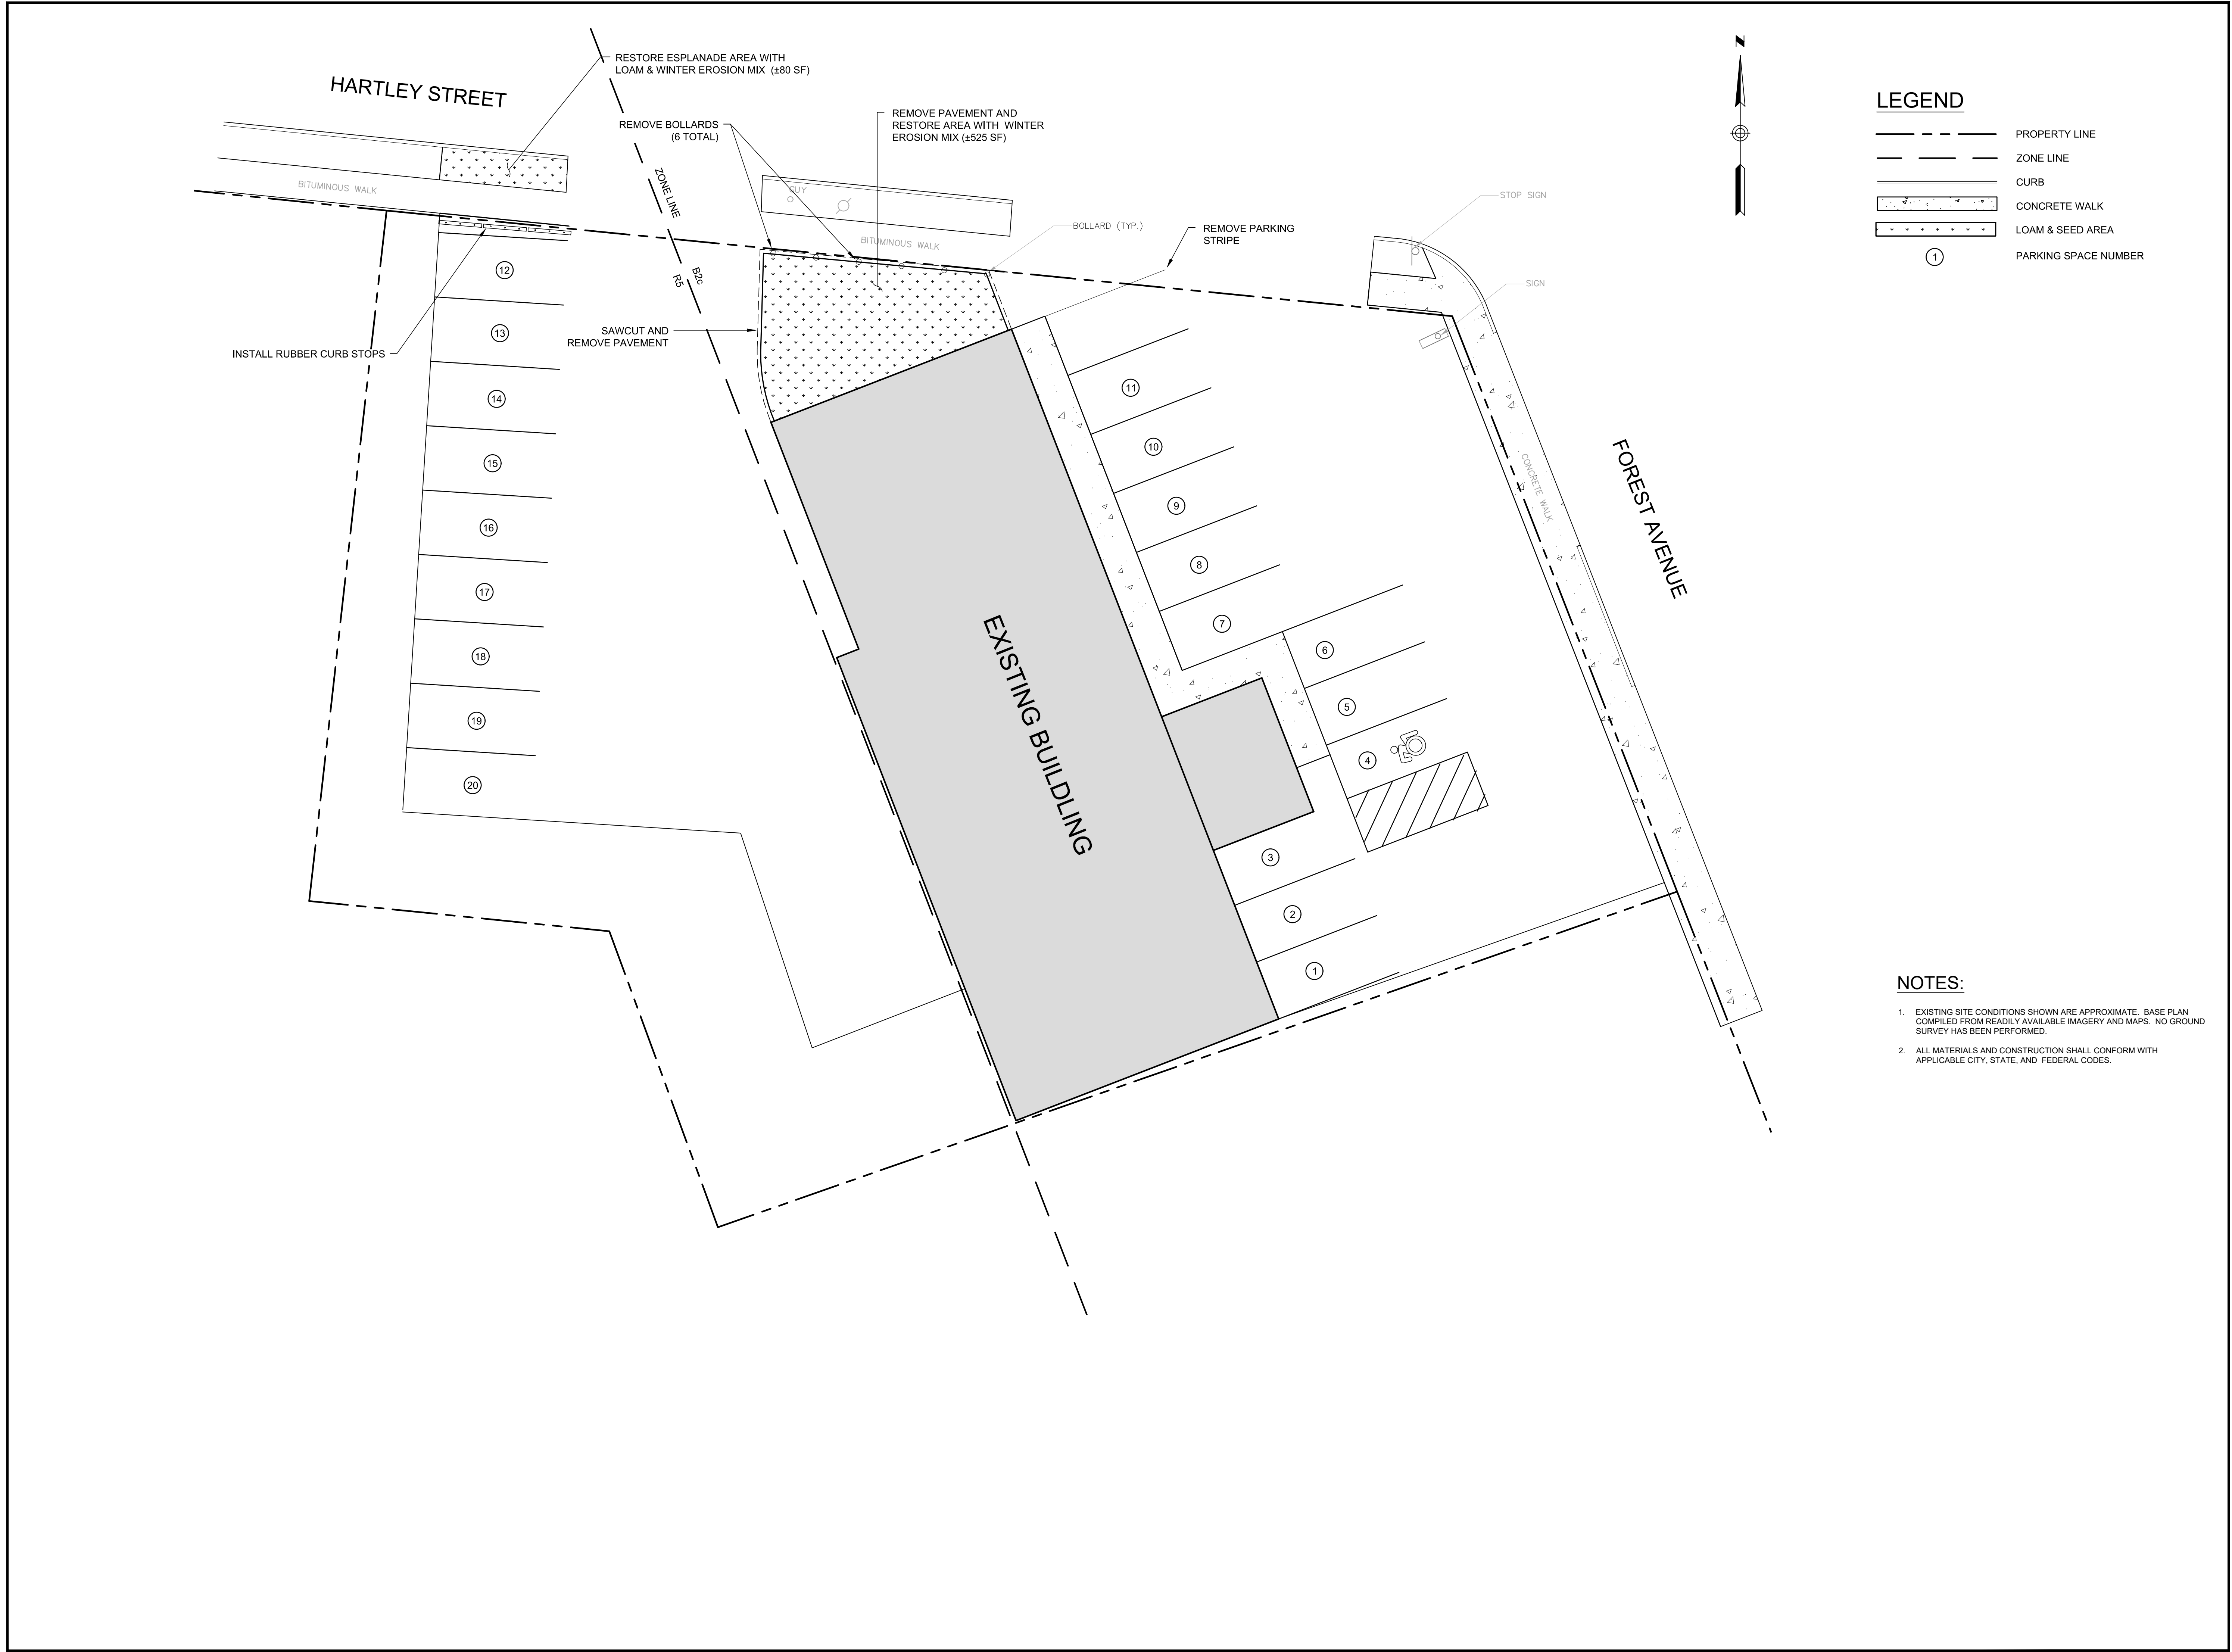 HARTLEY STREET
RESTORE ESPLANADE AREA WITH
LOAM & WINTER EROSION MIX (±80 SF)
REMOVE BOLLARDS
(6 TOTAL)
REMOVE PAVEMENT AND
RESTORE AREA WITH WINTER
EROSION MIX (±525 SF)
BITUMINOUS WALK
ZONE LINE
GUY
BITUMINOUS WALK
BOLLARD (TYP.)
REMOVE PARKING
STRIPE
STOP SIGN
SIGN
B2c
R5
SAWCUT AND
REMOVE PAVEMENT
INSTALL RUBBER CURB STOPS
12
13
14
15
16
17
18
19
20
11
10
9
8
7
6
5
4
3
2
1
EXISTING BUILDLING
CONCRETE WALK
FOREST AVENUE
N
LEGEND
PROPERTY LINE
ZONE LINE
CURB
CONCRETE WALK
LOAM & SEED AREA
1
PARKING SPACE NUMBER
NOTES:
1. EXISTING SITE CONDITIONS SHOWN ARE APPROXIMATE. BASE PLAN
COMPILED FROM READILY AVAILABLE IMAGERY AND MAPS. NO GROUND
SURVEY HAS BEEN PERFORMED.
2. ALL MATERIALS AND CONSTRUCTION SHALL CONFORM WITH
APPLICABLE CITY, STATE, AND FEDERAL CODES.